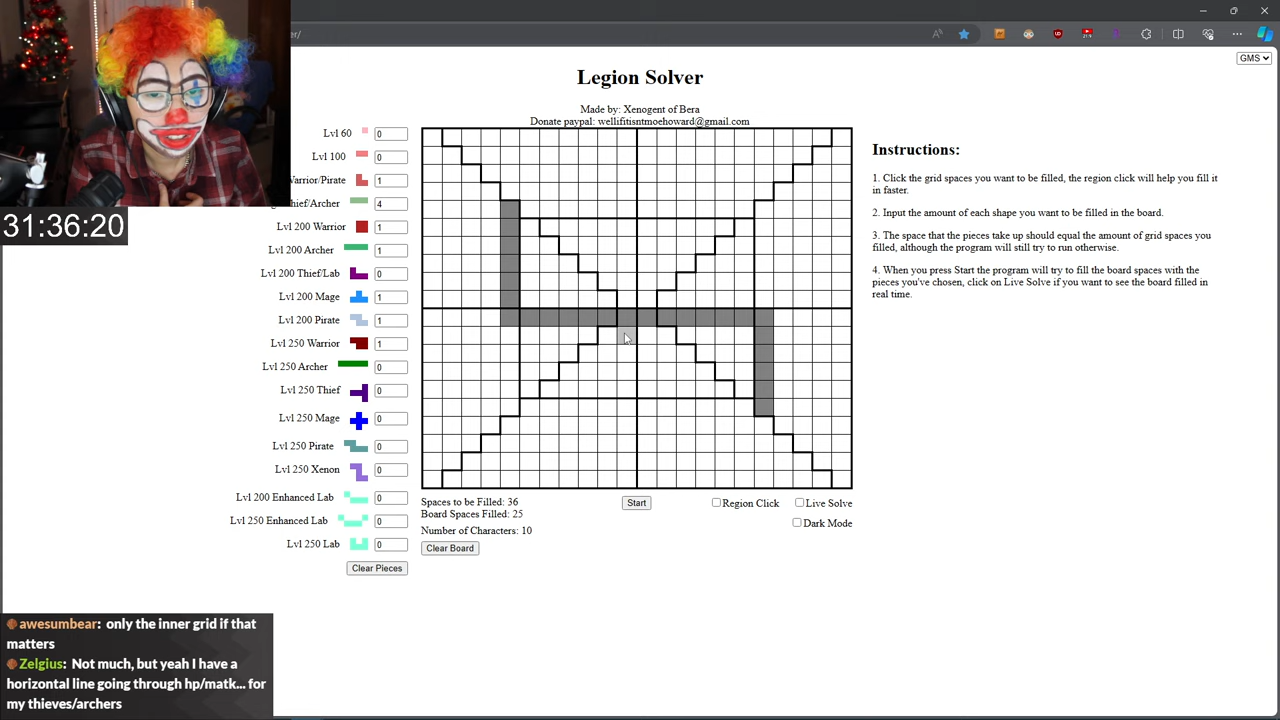 er/
GMS
Legion Solver
Made by: Xenogent of Bera
Donate paypal: wellifitisntmoehoward@gmail.com
Lvl 60 0
Lvl 100 0
Warrior/Pirate 1
Thief/Archer 4
Lvl 200 Warrior 1
Lvl 200 Archer 1
Lvl 200 Thief/Lab 0
Lvl 200 Mage 1
Lvl 200 Pirate 1
Lvl 250 Warrior 1
Lvl 250 Archer 0
Lvl 250 Thief 0
Lvl 250 Mage 0
Lvl 250 Pirate 0
Lvl 250 Xenon 0
Lvl 200 Enhanced Lab 0
Lvl 250 Enhanced Lab 0
Lvl 250 Lab 0
Clear Pieces
31:36:20
Spaces to be Filled: 36
Board Spaces Filled: 25
Number of Characters: 10
Clear Board
Start
Region Click
Live Solve
Dark Mode
Instructions:
1. Click the grid spaces you want to be filled, the region click will help you fill it
in faster.
2. Input the amount of each shape you want to be filled in the board.
3. The space that the pieces take up should equal the amount of grid spaces you
filled, although the program will still try to run otherwise.
4. When you press Start the program will try to fill the board spaces with the
pieces you've chosen, click on Live Solve if you want to see the board filled in
real time.
awesumbear: only the inner grid if that
matters
Zelgius: Not much, but yeah I have a
horizontal line going through hp/matk... for
my thieves/archers